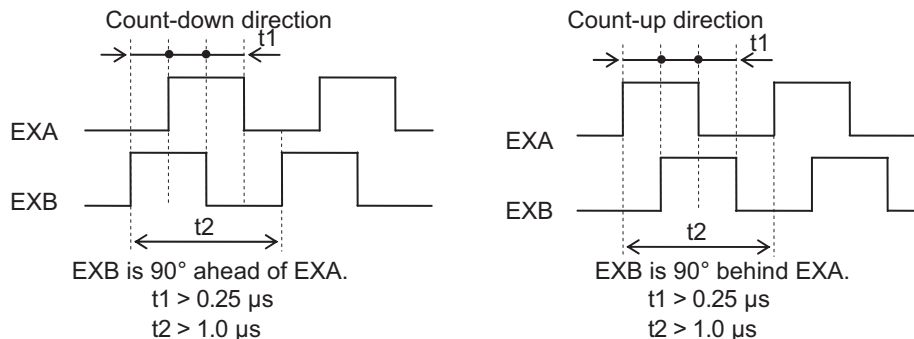 Count-down direction
t1
EXA
EXB
t2
EXB is 90° ahead of EXA.
t1 > 0.25 µs
t2 > 1.0 µs
Count-up direction
t1
EXA
EXB
t2
EXB is 90° behind EXA.
t1 > 0.25 µs
t2 > 1.0 µs